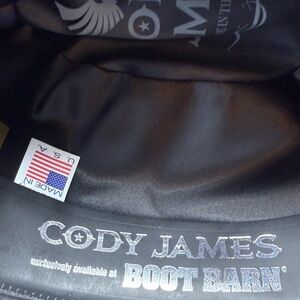 MADE IN
U.S.A.
CODY JAMES
exclusively available at BOOT BARN